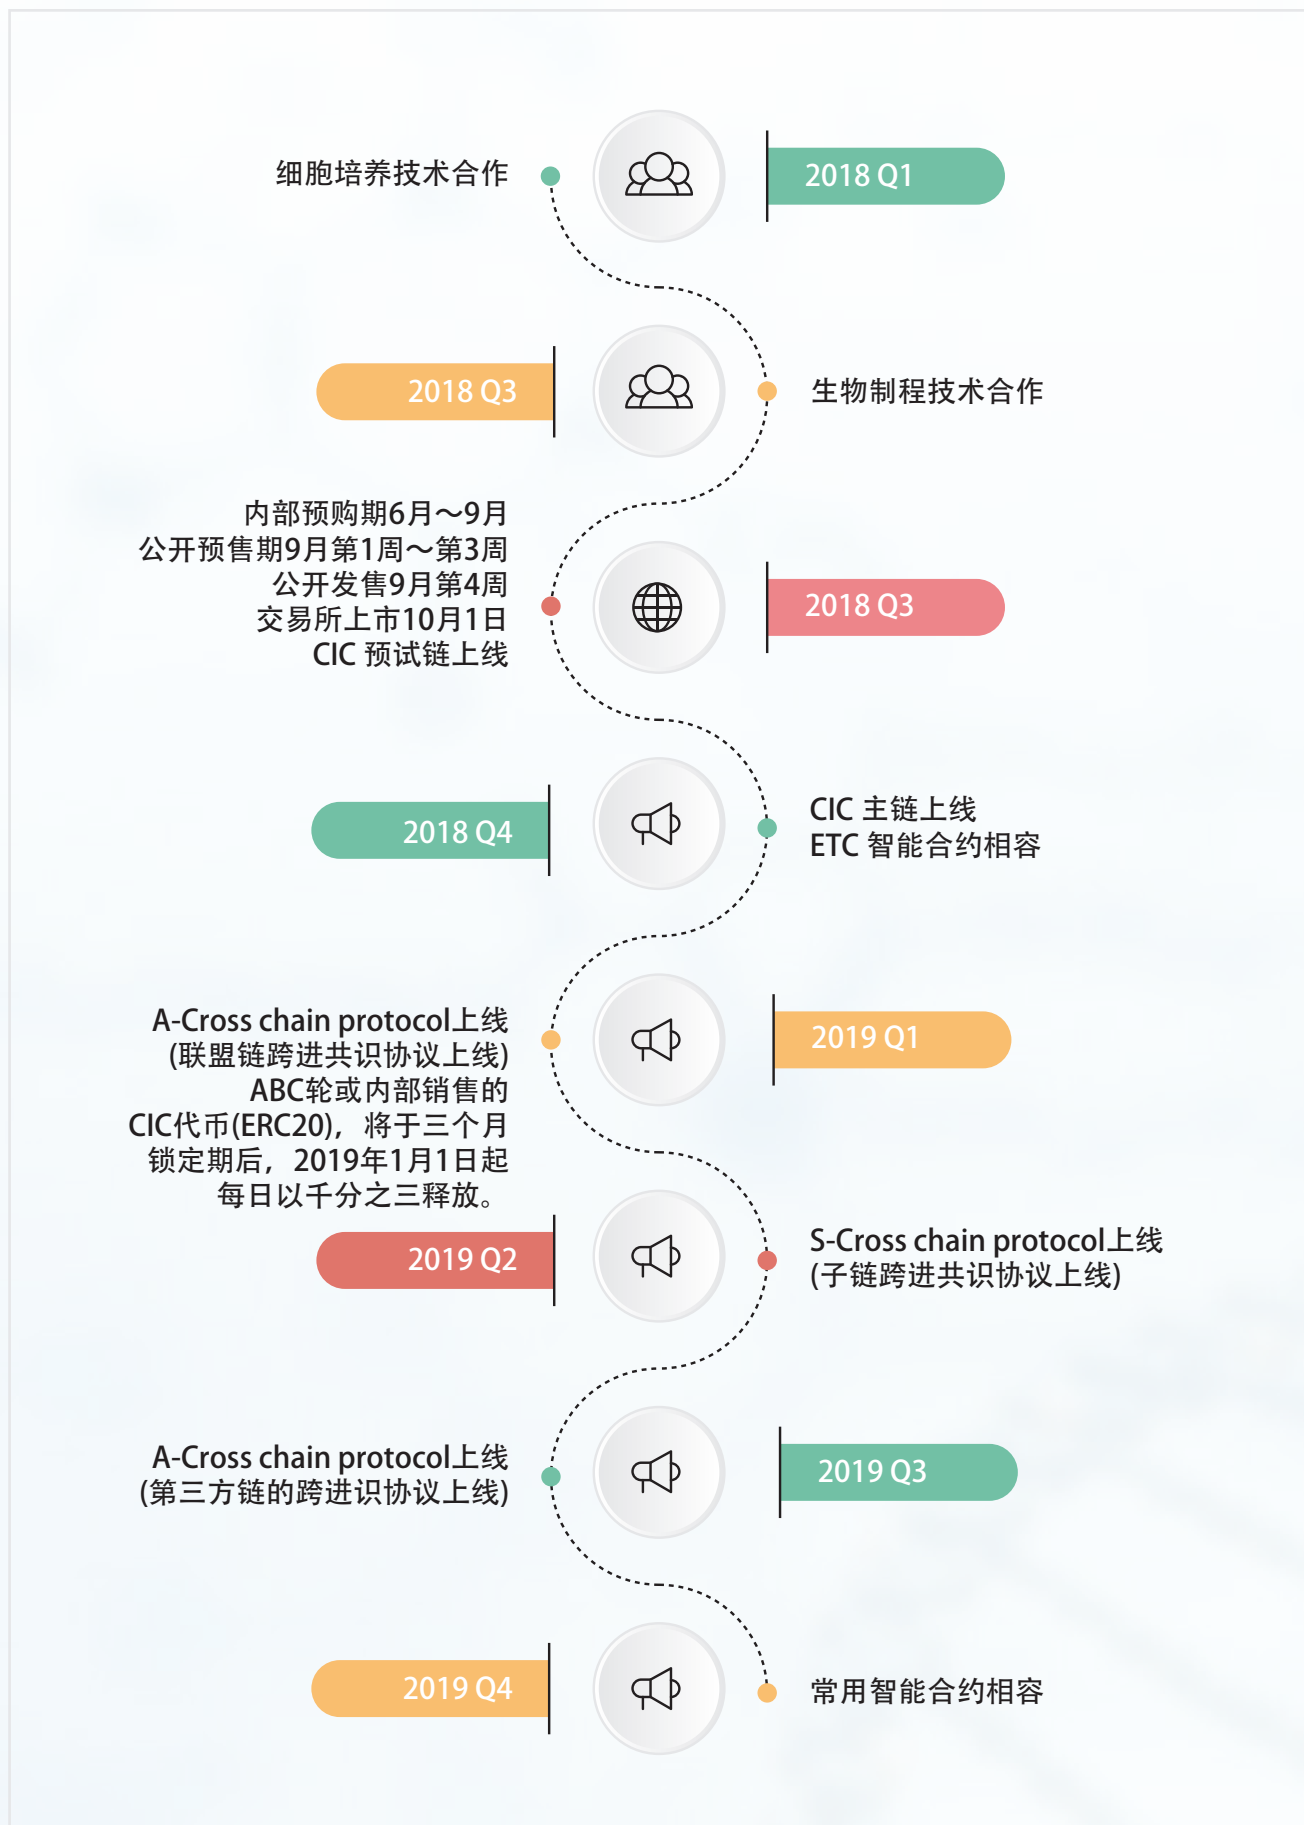 细胞培养技术合作
2018 Q1
2018 Q3
生物制程技术合作
内部预购期6月～9月
公开预售期9月第1周～第3周
公开发售9月第4周
交易所上市10月1日
CIC 预试链上线
2018 Q3
2018 Q4
CIC 主链上线
ETC 智能合约相容
A-Cross chain protocol上线
(联盟链跨进共识协议上线)
ABC轮或内部销售的
CIC代币(ERC20)，将于三个月
锁定期后，2019年1月1日起
每日以千分之三释放。
2019 Q1
2019 Q2
S-Cross chain protocol上线
(子链跨进共识协议上线)
A-Cross chain protocol上线
(第三方链的跨进识协议上线)
2019 Q3
2019 Q4
常用智能合约相容